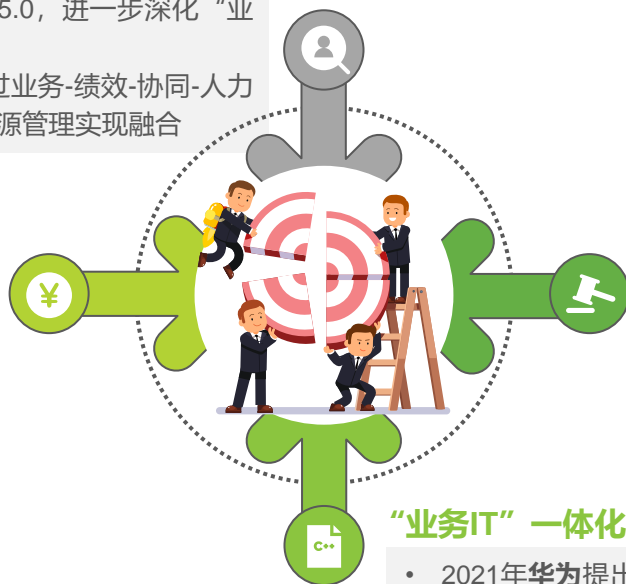 5.0，进一步深化“业
过业务-绩效-协同-人力
源管理实现融合
¥
C++
“业务IT”一体化
• 2021年华为提出